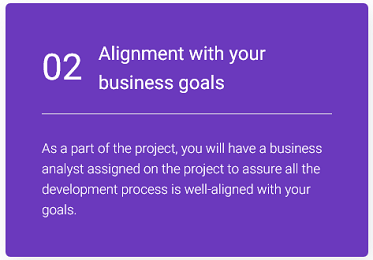 02
Alignment with your
business goals
As a part of the project, you will have a business
analyst assigned on the project to assure all the
development process is well-aligned with your
goals.